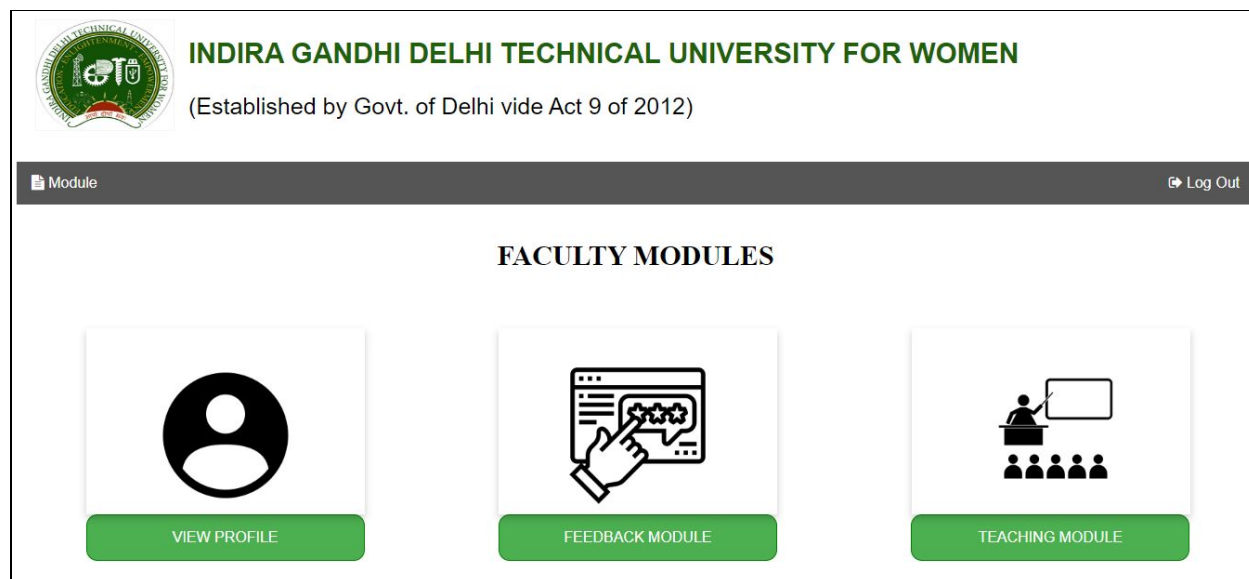 INDIRA GANDHI DELHI TECHNICAL UNIVERSITY FOR WOMEN
(Established by Govt. of Delhi vide Act 9 of 2012)
Module
Log Out
FACULTY MODULES
VIEW PROFILE
FEEDBACK MODULE
TEACHING MODULE